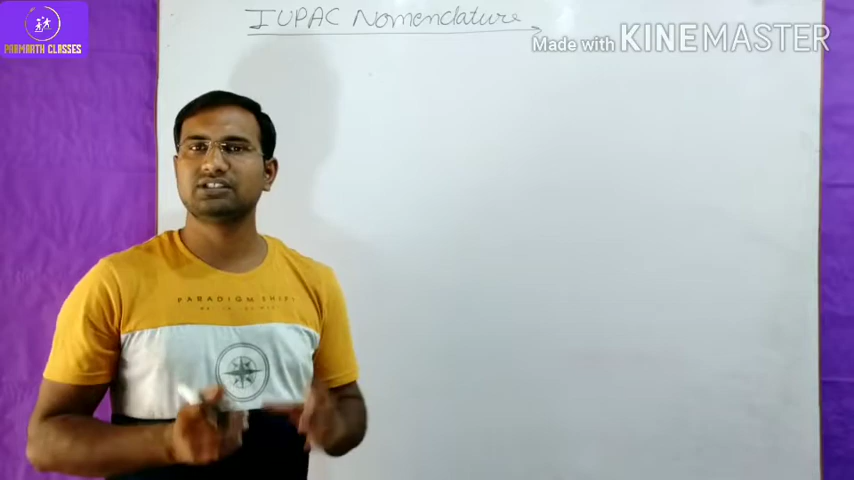 PARMARTH CLASSES
IUPAC Nomenclature
Made with KINEMASTER
PARADIGM SHIFT